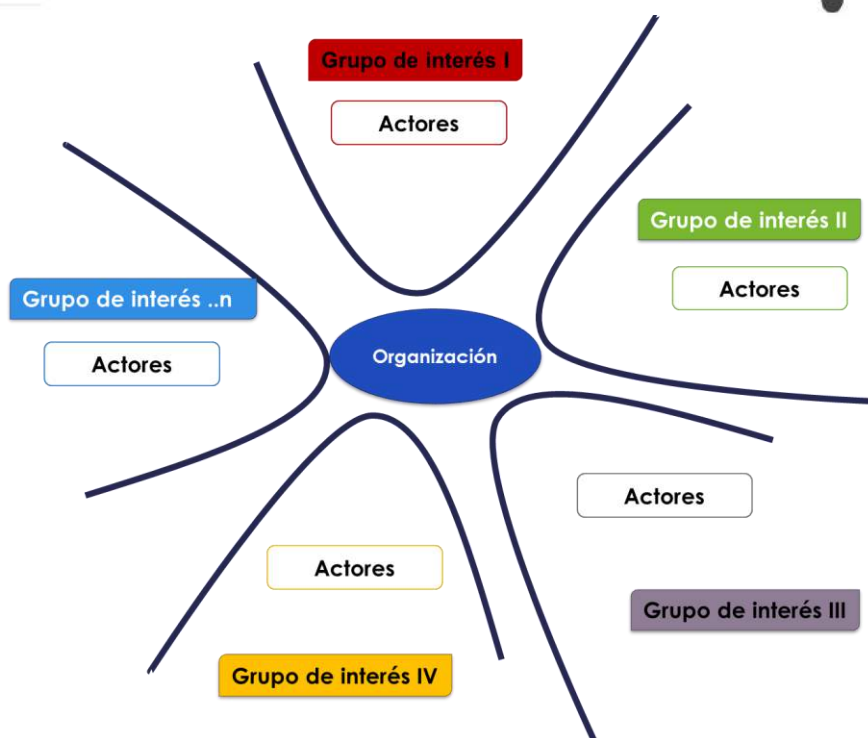 Grupo de interés I
Actores
Grupo de interés II
Actores
Grupo de interés ..n
Actores
Organización
Actores
Grupo de interés III
Actores
Grupo de interés IV